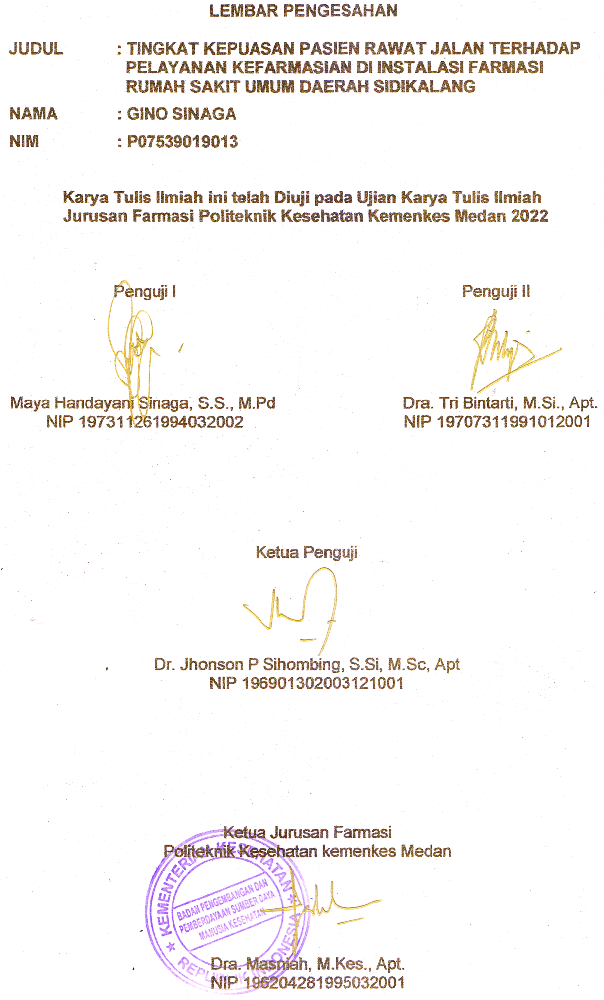 LEMBAR PENGESAHAN
JUDUL : TINGKAT KEPUASAN PASIEN RAWAT JALAN TERHADAP
PELAYANAN KEFARMASIAN DI INSTALASI FARMASI
RUMAH SAKIT UMUM DAERAH SIDIKALANG
NAMA : GINO SINAGA
NIM : P07539019013
Karya Tulis Ilmiah ini telah Diuji pada Ujian Karya Tulis Ilmiah
Jurusan Farmasi Politeknik Kesehatan Kemenkes Medan 2022
Penguji I
Penguji II
Maya Handayani Sinaga, S.S., M.Pd
NIP 197311261994032002
Dra. Tri Bintarti, M.Si., Apt.
NIP 19707311991012001
Ketua Penguji
Dr. Jhonson P Sihombing, S.Si, M.Sc, Apt
NIP 196901302003121001
Ketua Jurusan Farmasi
Politeknik Kesehatan kemenkes Medan
KEMENTERIAN KESEHATAN
BADAN PENGEMBANGAN DAN
PEMBERDAYAAN SUMBER DAYA
MANUSIA KESEHATAN
REPUBLIK INDONESIA
Dra. Masniah, M.Kes., Apt.
NIP 196204281995032001